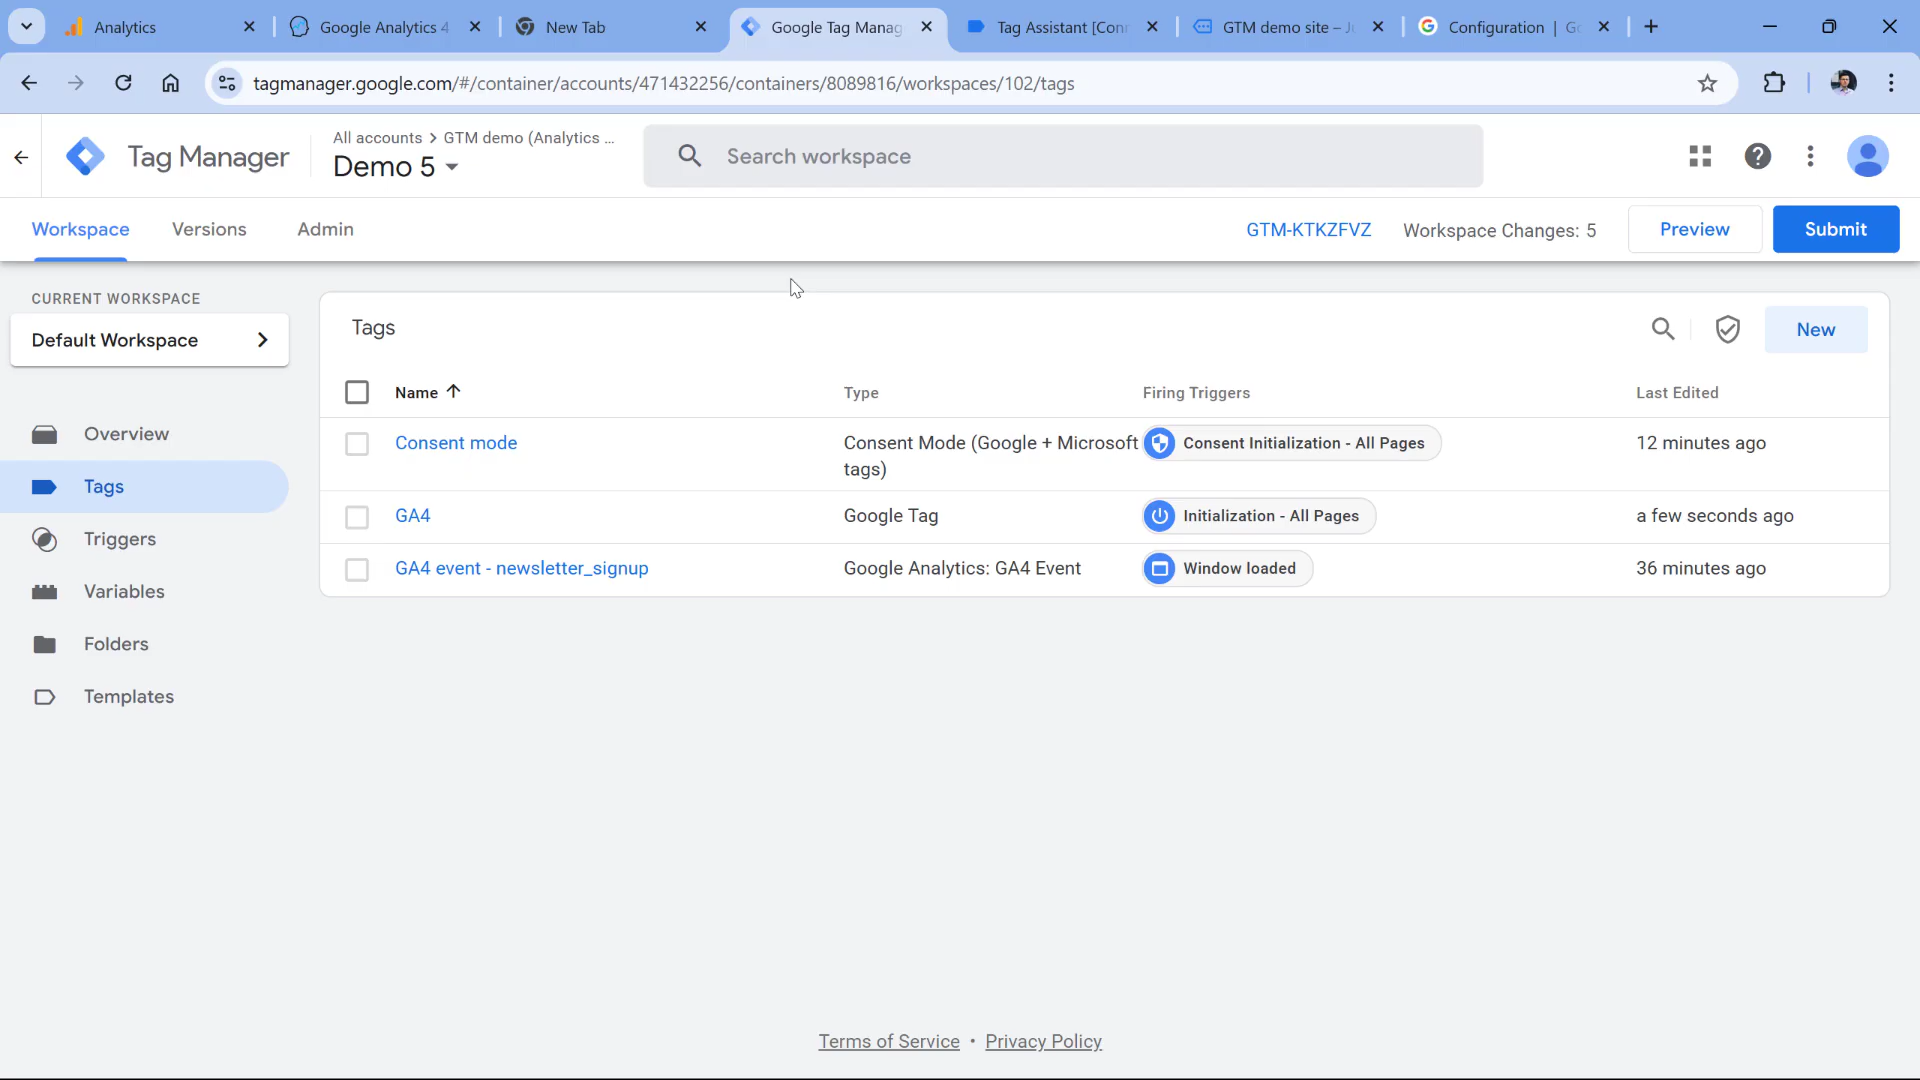 Analytics
Google Analytics 4
New Tab
Google Tag Manag
Tag Assistant [Conn
GTM demo site – Ju
Configuration | Go
tagmanager.google.com/#/container/accounts/471432256/containers/8089816/workspaces/102/tags
Tag Manager
All accounts > GTM demo (Analytics ...
Demo 5
Search workspace
Workspace
Versions
Admin
GTM-KTKZFVZ
Workspace Changes: 5
Preview
Submit
CURRENT WORKSPACE
Default Workspace
Overview
Tags
Triggers
Variables
Folders
Templates
Tags
New
Name
Type
Firing Triggers
Last Edited
Consent mode
Consent Mode (Google + Microsoft
tags)
Consent Initialization - All Pages
12 minutes ago
GA4
Google Tag
Initialization - All Pages
a few seconds ago
GA4 event - newsletter_signup
Google Analytics: GA4 Event
Window loaded
36 minutes ago
Terms of Service • Privacy Policy